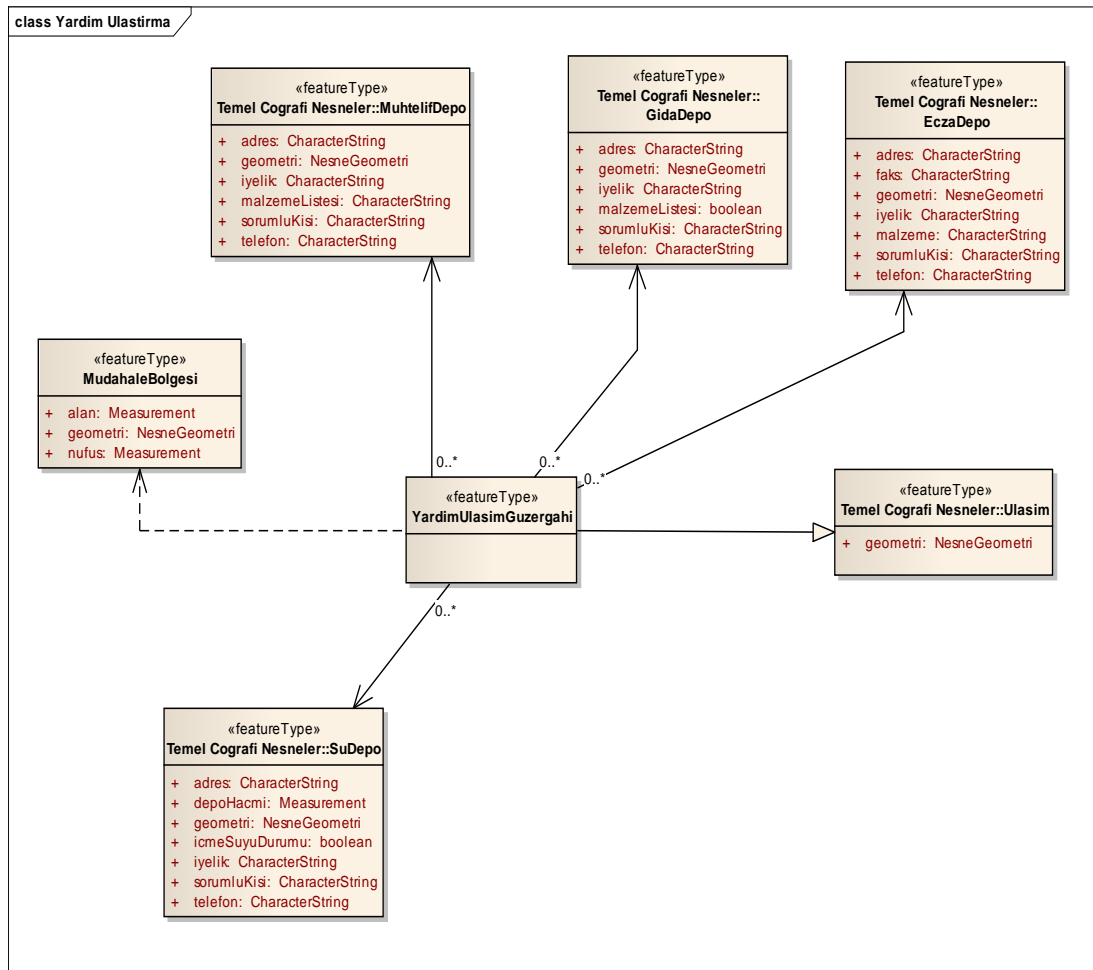 class Yardim Ulastirma
«featureType»
Temel Cografi Nesneler::MuhtelifDepo
+ adres: CharacterString
+ geometri: NesneGeometri
+ iyelik: CharacterString
+ malzemeListesi: CharacterString
+ sorumluKisi: CharacterString
+ telefon: CharacterString
«featureType»
Temel Cografi Nesneler::
GidaDepo
+ adres: CharacterString
+ geometri: NesneGeometri
+ iyelik: CharacterString
+ malzemeListesi: boolean
+ sorumluKisi: CharacterString
+ telefon: CharacterString
«featureType»
Temel Cografi Nesneler::
EczaDepo
+ adres: CharacterString
+ faks: CharacterString
+ geometri: NesneGeometri
+ iyelik: CharacterString
+ malzeme: CharacterString
+ sorumluKisi: CharacterString
+ telefon: CharacterString
«featureType»
MudahaleBolgesi
+ alan: Measurement
+ geometri: NesneGeometri
+ nufus: Measurement
0..*
0..*
0..*
«featureType»
YardimUlasimGuzergahi
«featureType»
Temel Cografi Nesneler::Ulasim
+ geometri: NesneGeometri
0..*
«featureType»
Temel Cografi Nesneler::SuDepo
+ adres: CharacterString
+ depoHacmi: Measurement
+ geometri: NesneGeometri
+ icmeSuyuDurumu: boolean
+ iyelik: CharacterString
+ sorumluKisi: CharacterString
+ telefon: CharacterString